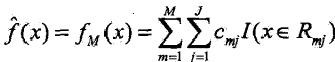 f̂(x) = f_M(x) = ∑_{m=1}^{M} ∑_{j=1}^{J} c_{mj} I(x ∈ R_{mj})